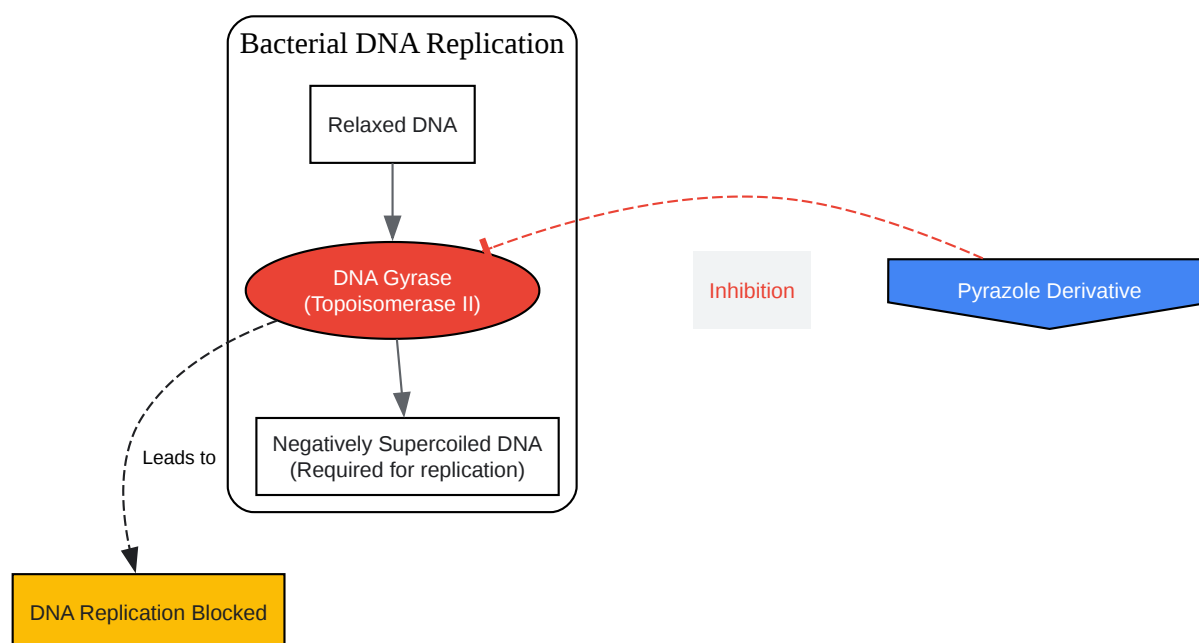 Bacterial DNA Replication
Relaxed DNA
DNA Gyrase
(Topoisomerase II)
Inhibition
Pyrazole Derivative
Negatively Supercoiled DNA
(Required for replication)
Leads to
DNA Replication Blocked